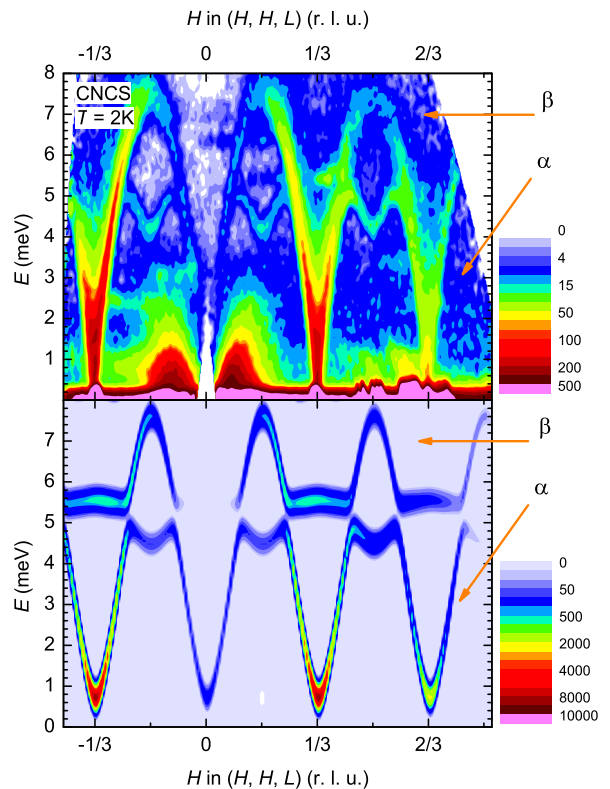 H in (H, H, L) (r. l. u.)
-1/3 0 1/3 2/3
CNCS
T = 2K
β
α
E (meV)
8
7
6
5
4
3
2
1
0
4
15
50
100
200
500
β
α
E (meV)
7
6
5
4
3
2
1
0
0
50
500
2000
4000
8000
10000
-1/3 0 1/3 2/3
H in (H, H, L) (r. l. u.)